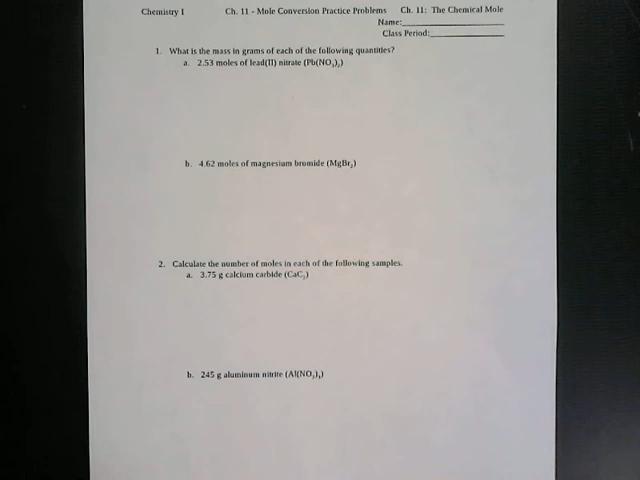 Chemistry I Ch. 11 - Mole Conversion Practice Problems Ch. 11: The Chemical Mole
Name:
Class Period:
1. What is the mass in grams of each of the following quantities?
a. 2.53 moles of lead(II) nitrate (Pb(NO₃)₂)
b. 4.62 moles of magnesium bromide (MgBr₂)
2. Calculate the number of moles in each of the following samples.
a. 3.75 g calcium carbide (CaC₂)
b. 245 g aluminum nitrite (Al(NO₂)₃)